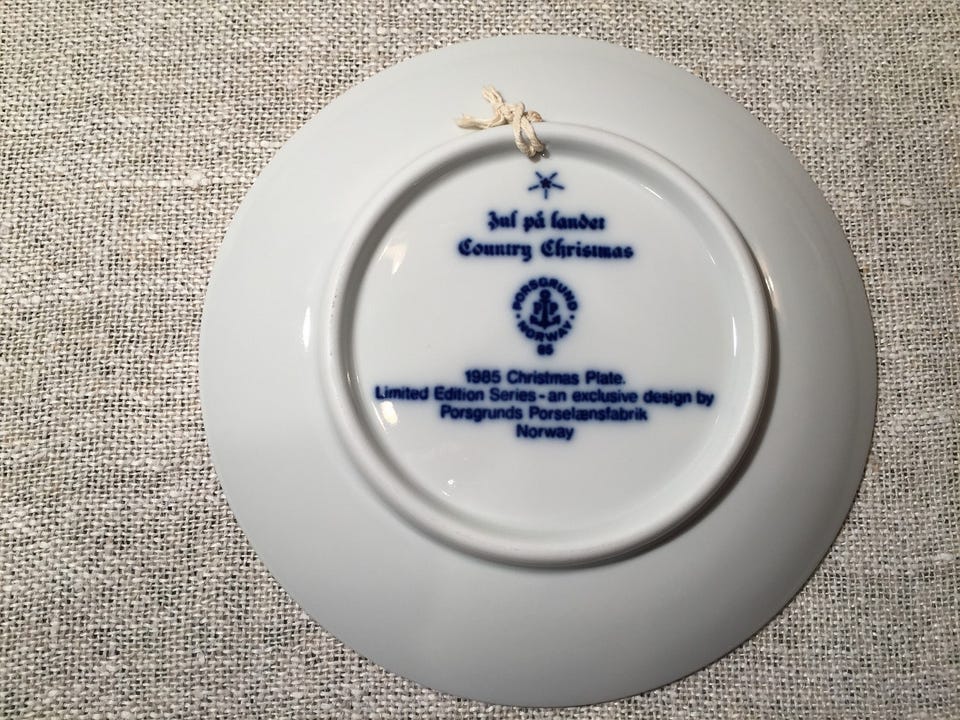 Jul på landet
Country Christmas
PORSGRUND
NORWAY
85
1985 Christmas Plate.
Limited Edition Series - an exclusive design by
Porsgrunds Porselænsfabrik
Norway